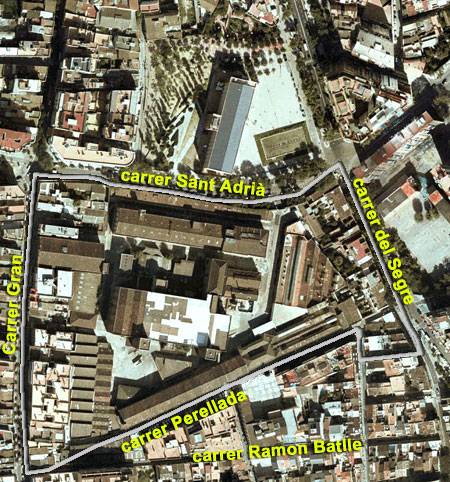 carrer Sant Adrià
carrer del Segre
Carrer Gran
carrer Perellada
carrer Ramon Batlle